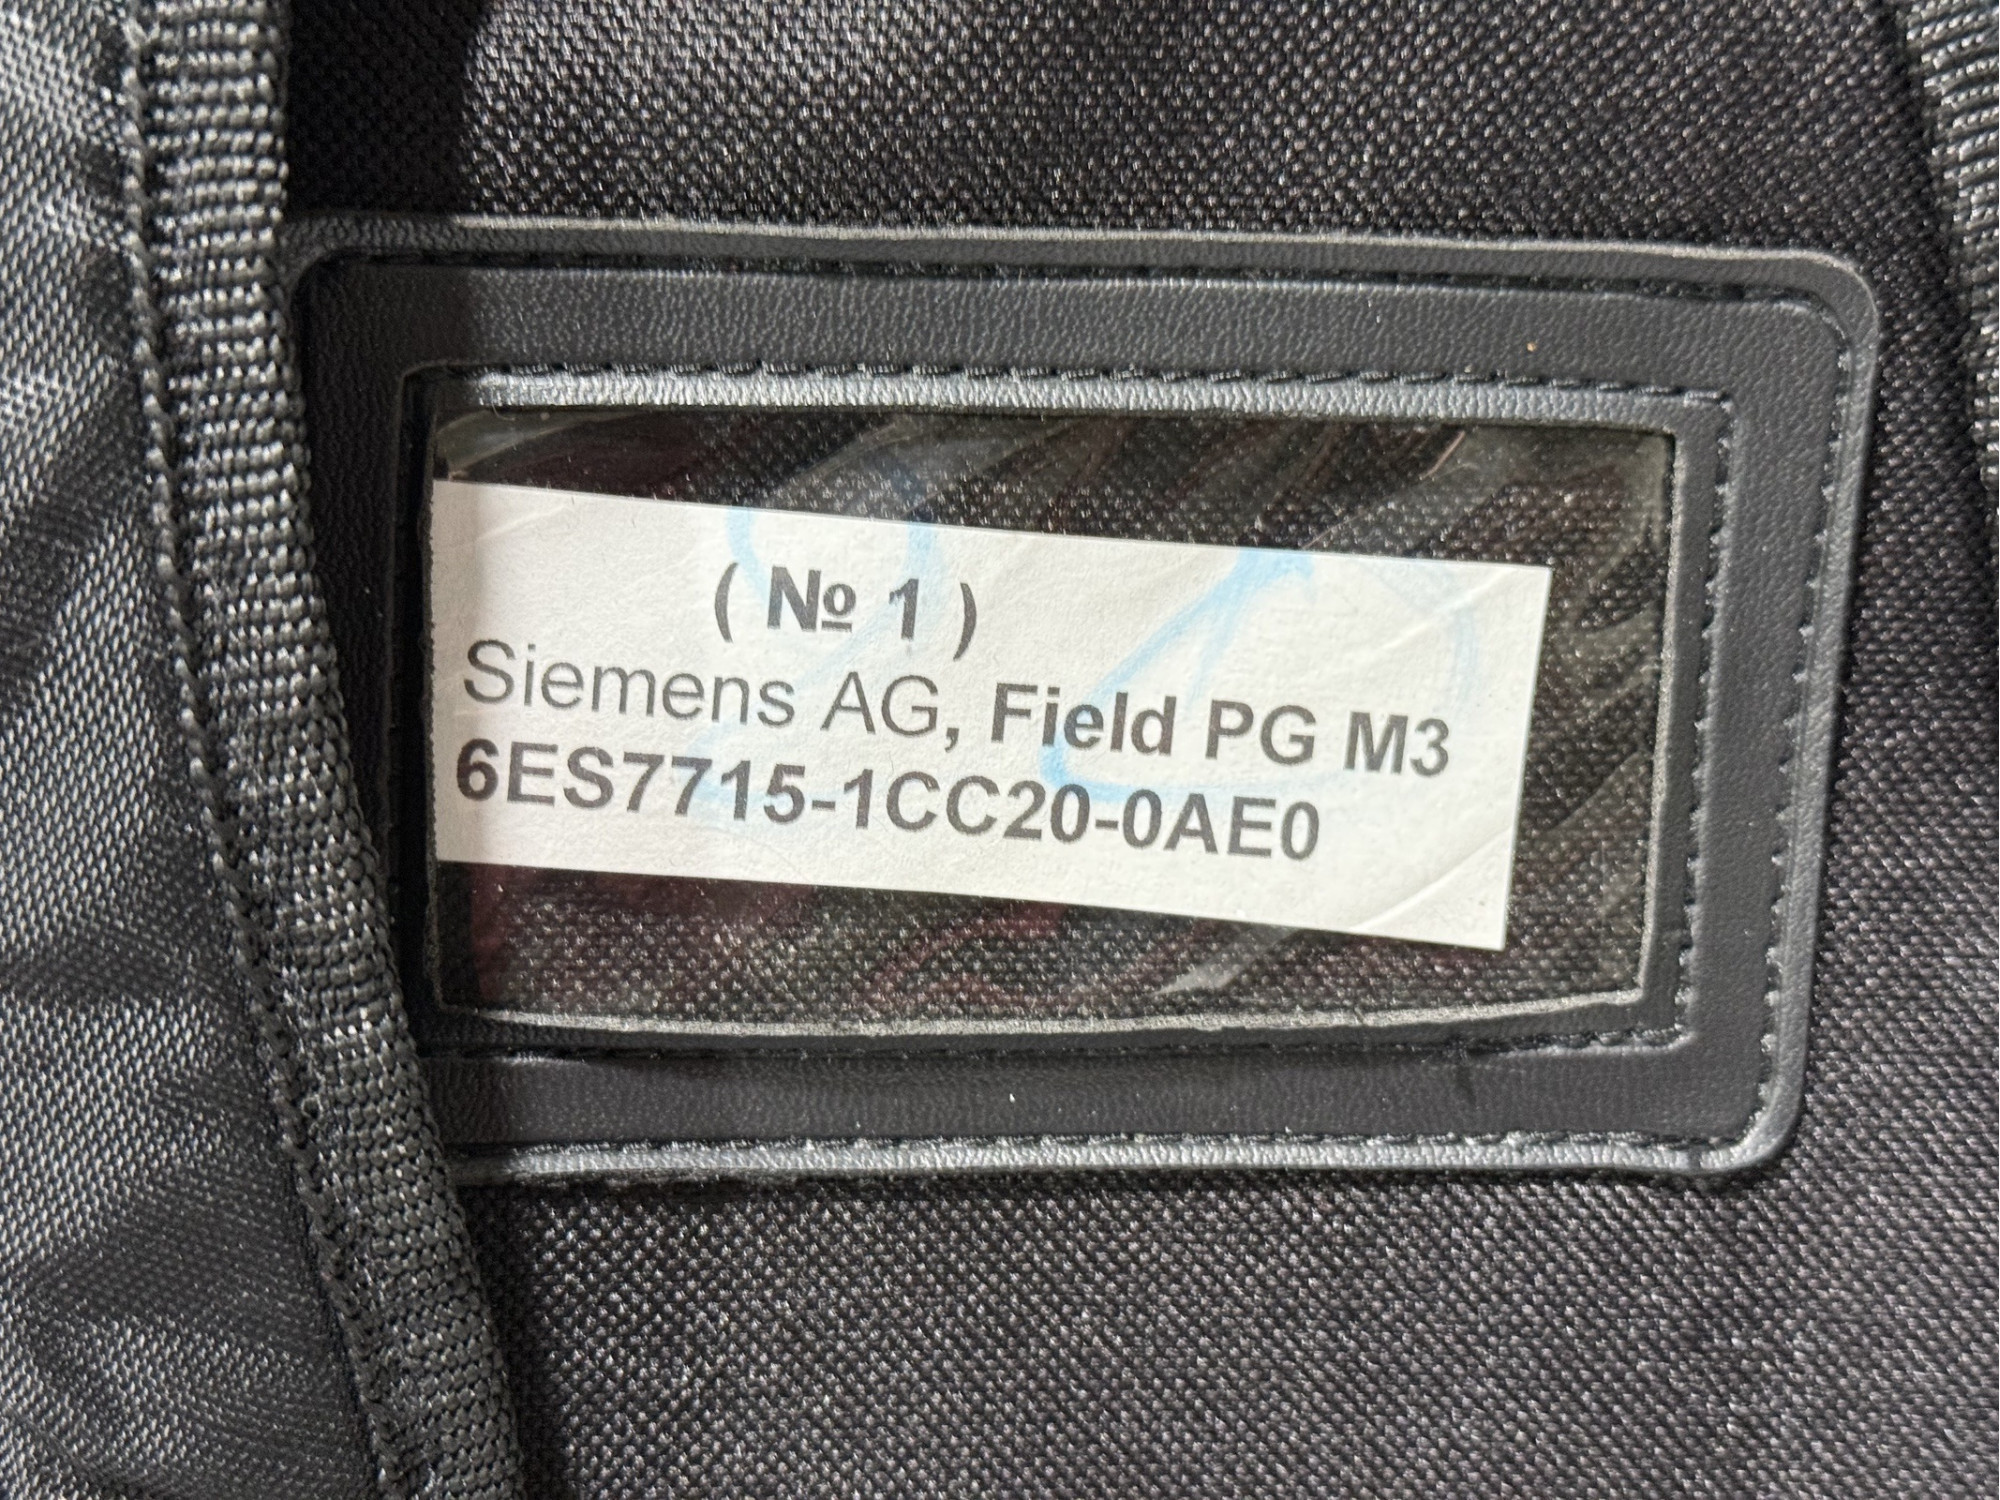 ( № 1 )
Siemens AG, Field PG M3
6ES7715-1CC20-0AE0